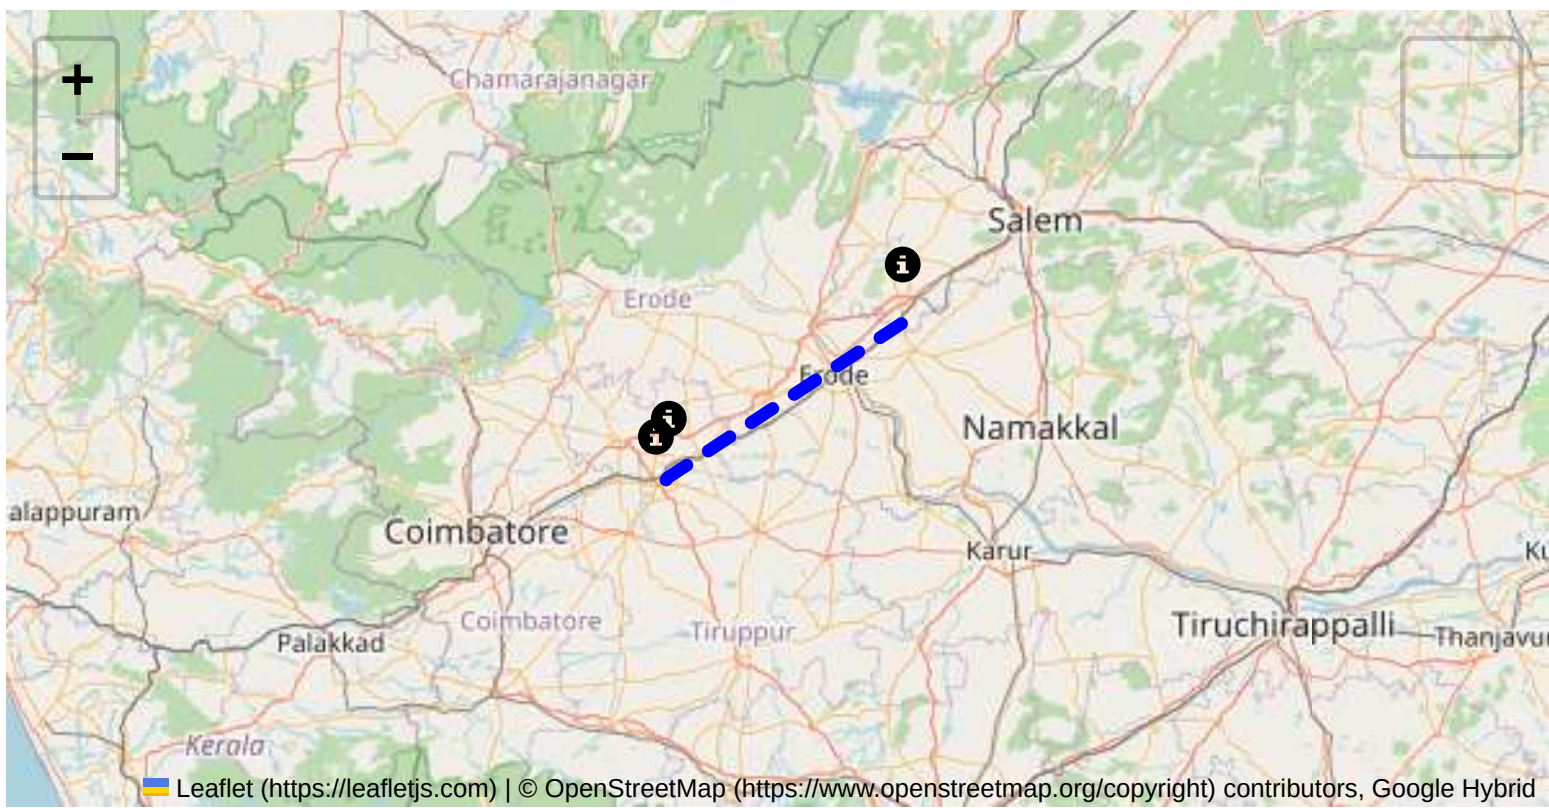 +
Chamarajanagar
−
Salem
i
Erode
Erode
i
i
Namakkal
alappuram
Coimbatore
Karur
Ku
Coimbatore
Tiruppur
Tiruchirappalli
Thanjavur
Palakkad
Kerala
Leaflet (https://leafletjs.com) | © OpenStreetMap (https://www.openstreetmap.org/copyright) contributors, Google Hybrid